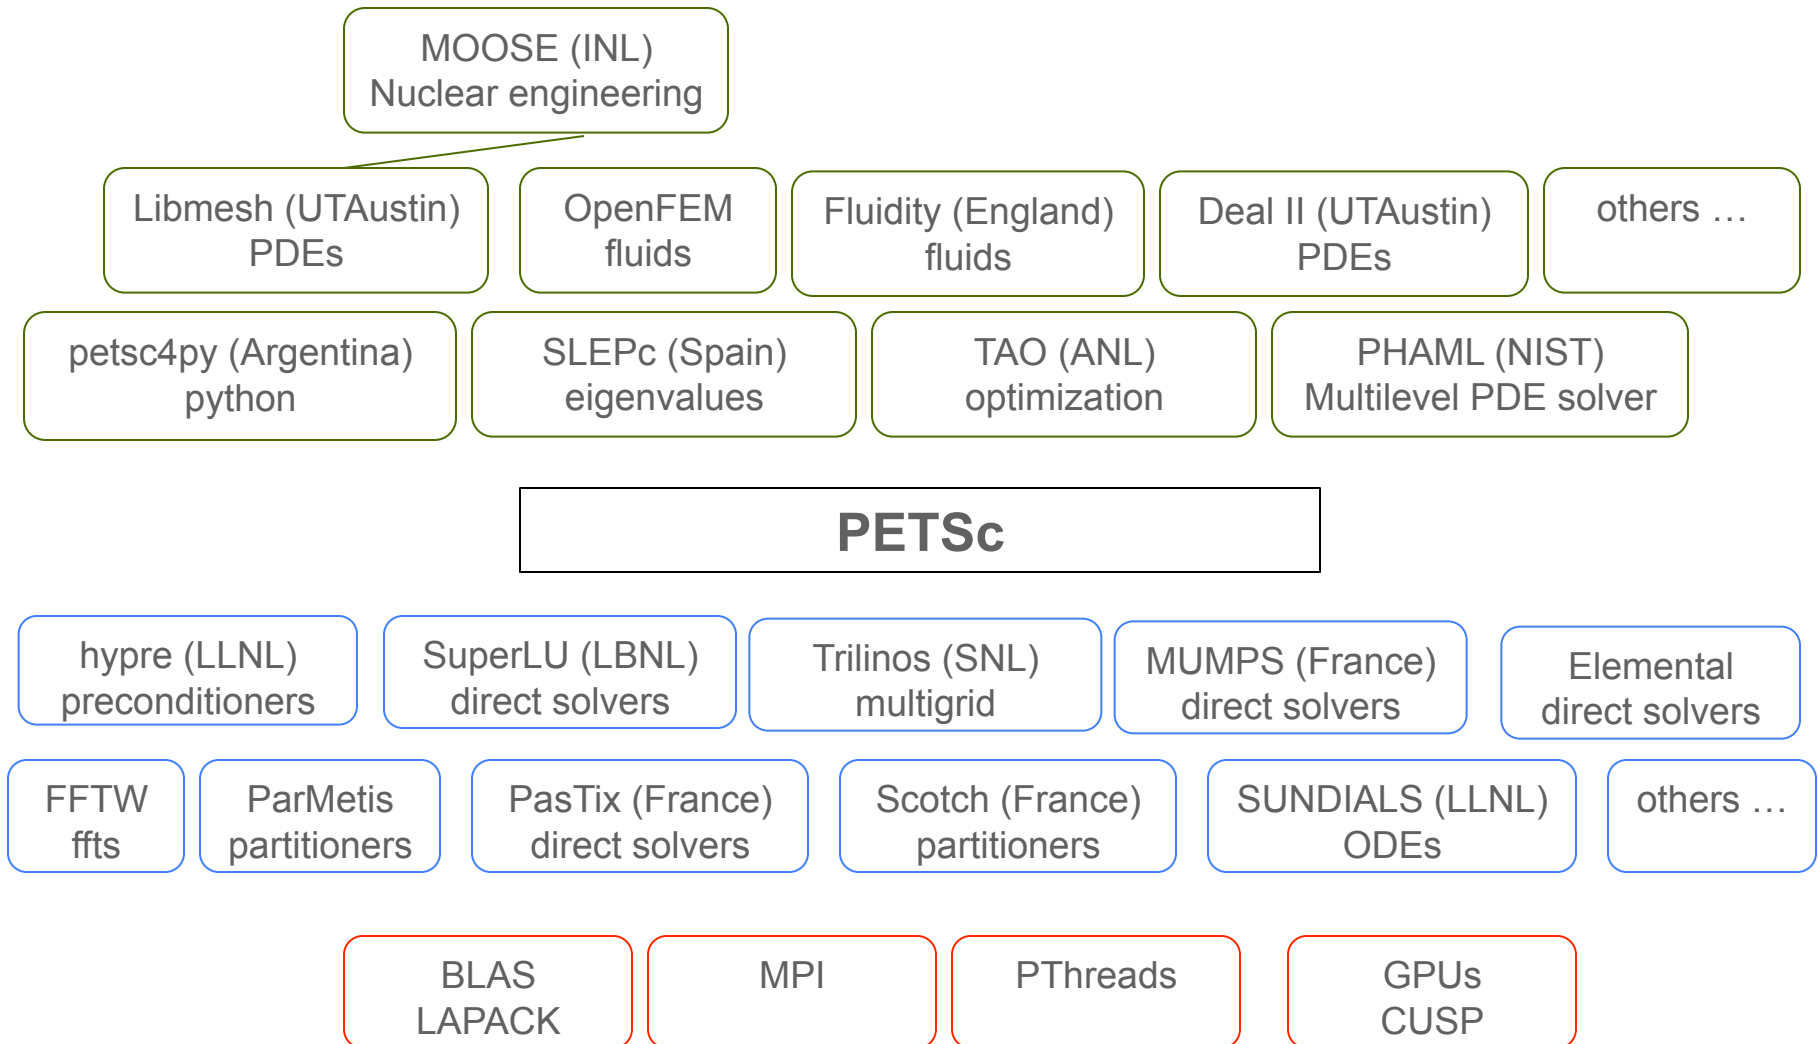 MOOSE (INL)
Nuclear engineering
Libmesh (UTAustin)
PDEs
OpenFEM
fluids
Fluidity (England)
fluids
Deal II (UTAustin)
PDEs
others …
petsc4py (Argentina)
python
SLEPc (Spain)
eigenvalues
TAO (ANL)
optimization
PHAML (NIST)
Multilevel PDE solver
PETSc
hypre (LLNL)
preconditioners
SuperLU (LBNL)
direct solvers
Trilinos (SNL)
multigrid
MUMPS (France)
direct solvers
Elemental
direct solvers
FFTW
ffts
ParMetis
partitioners
PasTix (France)
direct solvers
Scotch (France)
partitioners
SUNDIALS (LLNL)
ODEs
others …
BLAS
LAPACK
MPI
PThreads
GPUs
CUSP